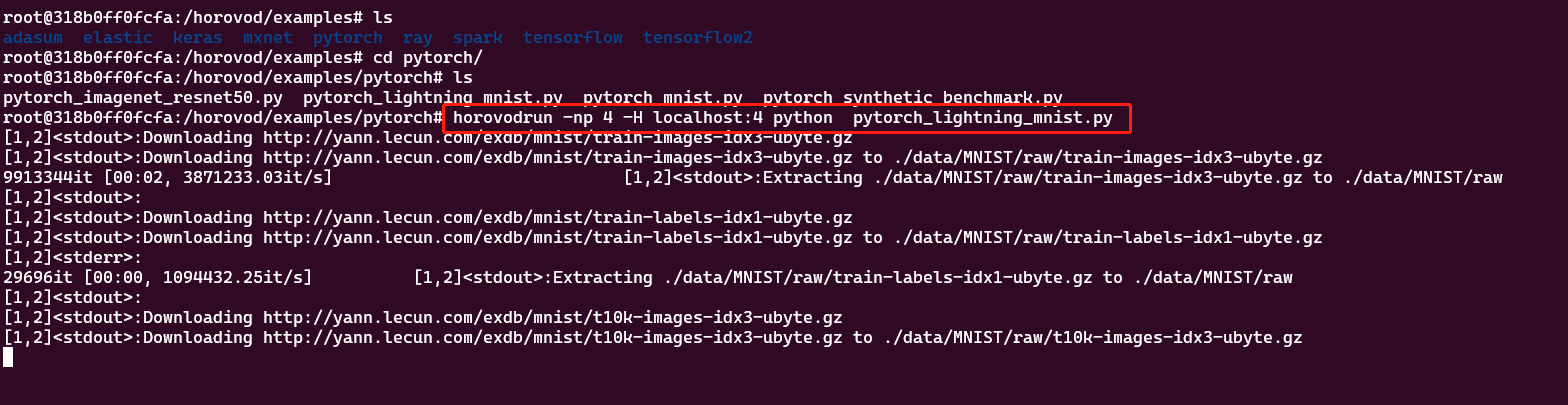 root@318b0ff0fcfa:/horovod/examples# ls
adasum  elastic  keras  mxnet  pytorch  ray  spark  tensorflow  tensorflow2
root@318b0ff0fcfa:/horovod/examples# cd pytorch/
root@318b0ff0fcfa:/horovod/examples/pytorch# ls
pytorch_imagenet_resnet50.py  pytorch_lightning_mnist.py  pytorch_mnist.py  pytorch_synthetic_benchmark.py
root@318b0ff0fcfa:/horovod/examples/pytorch# horovodrun -np 4 -H localhost:4 python  pytorch_lightning_mnist.py
[1,2]<stdout>:Downloading http://yann.lecun.com/exdb/mnist/train-images-idx3-ubyte.gz
[1,2]<stdout>:Downloading http://yann.lecun.com/exdb/mnist/train-images-idx3-ubyte.gz to ./data/MNIST/raw/train-images-idx3-ubyte.gz
9913344it [00:02, 3871233.03it/s]                             [1,2]<stdout>:Extracting ./data/MNIST/raw/train-images-idx3-ubyte.gz to ./data/MNIST/raw
[1,2]<stdout>:
[1,2]<stdout>:Downloading http://yann.lecun.com/exdb/mnist/train-labels-idx1-ubyte.gz
[1,2]<stdout>:Downloading http://yann.lecun.com/exdb/mnist/train-labels-idx1-ubyte.gz to ./data/MNIST/raw/train-labels-idx1-ubyte.gz
[1,2]<stderr>:
29696it [00:00, 1094432.25it/s]          [1,2]<stdout>:Extracting ./data/MNIST/raw/train-labels-idx1-ubyte.gz to ./data/MNIST/raw
[1,2]<stdout>:
[1,2]<stdout>:Downloading http://yann.lecun.com/exdb/mnist/t10k-images-idx3-ubyte.gz
[1,2]<stdout>:Downloading http://yann.lecun.com/exdb/mnist/t10k-images-idx3-ubyte.gz to ./data/MNIST/raw/t10k-images-idx3-ubyte.gz